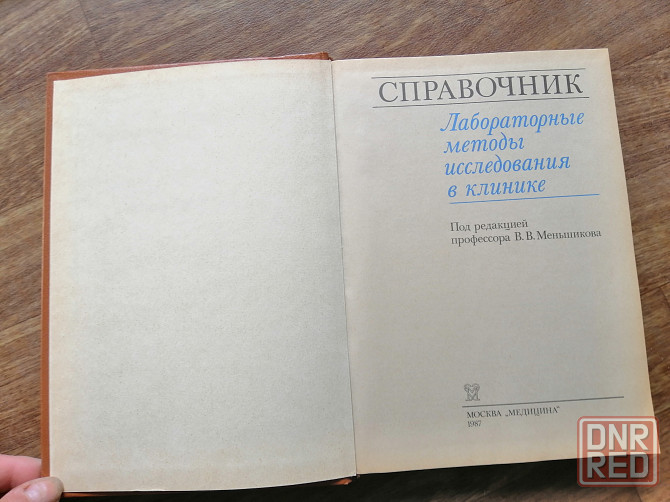 СПРАВОЧНИК
Лабораторные
методы
исследования
в клинике
Под редакцией
профессора В. В. Меньшикова
МОСКВА „МЕДИЦИНА"
1987
DNR
RED